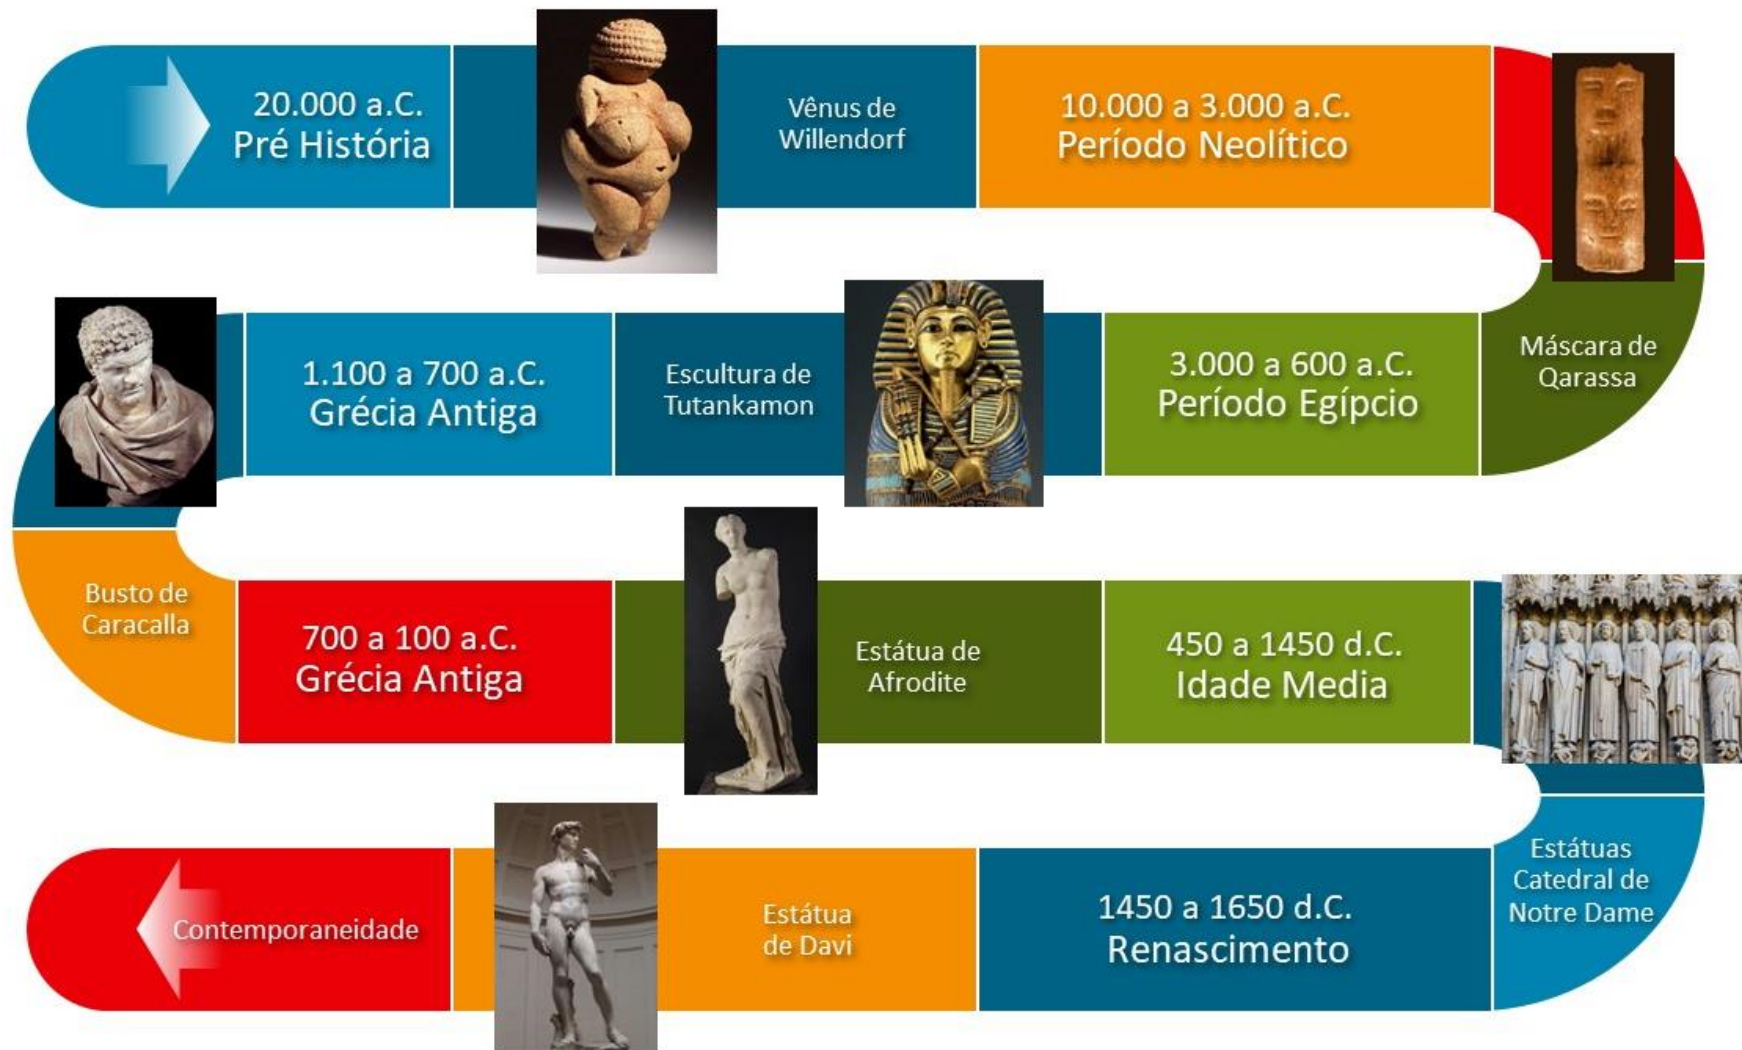 20.000 a.C.
Pré História
Vênus de
Willendorf
10.000 a 3.000 a.C.
Período Neolítico
Máscara de
Qarassa
3.000 a 600 a.C.
Período Egípcio
Escultura de
Tutankamon
1.100 a 700 a.C.
Grécia Antiga
Busto de
Caracalla
700 a 100 a.C.
Grécia Antiga
Estátua de
Afrodite
450 a 1450 d.C.
Idade Media
Estátuas
Catedral de
Notre Dame
1450 a 1650 d.C.
Renascimento
Estátua
de Davi
Contemporaneidade